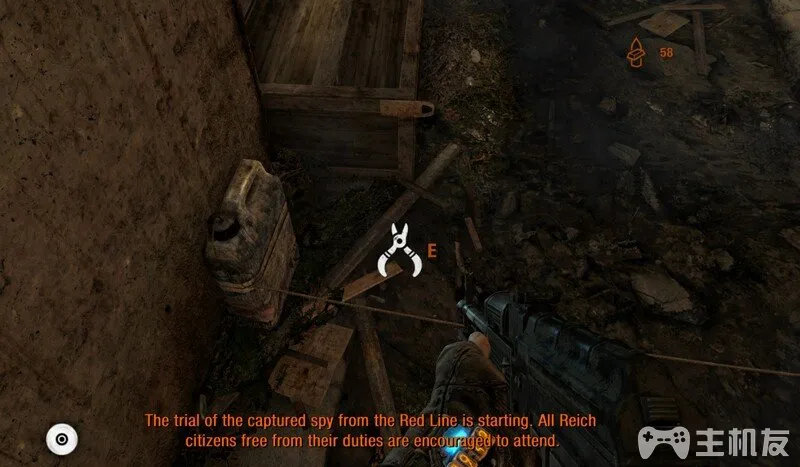 58
E
The trial of the captured spy from the Red Line is starting. All Reich
citizens free from their duties are encouraged to attend.
主机友